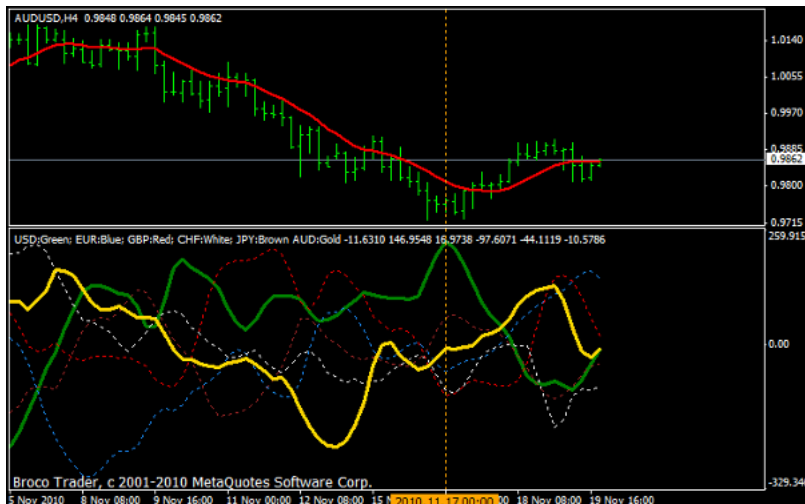 AUDUSD,H4 0.9848 0.9864 0.9845 0.9862
1.0140
1.0055
0.9970
0.9885
0.9862
0.9800
0.9715
USD:Green; EUR:Blue; GBP:Red; CHF:White; JPY:Brown AUD:Gold -11.6310 146.9548 16.9738 -97.6071 -44.1119 -10.5786
259.915
0.00
-329.346
Broco Trader, c 2001-2010 MetaQuotes Software Corp.
5 Nov 2010 8 Nov 08:00 9 Nov 16:00 11 Nov 00:00 12 Nov 08:00 15 N 2010.11.17 00:00 :00 18 Nov 08:00 19 Nov 16:00